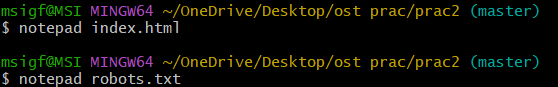 msigf@MSI MINGW64 ~/OneDrive/Desktop/ost prac/prac2 (master)
$ notepad index.html
msigf@MSI MINGW64 ~/OneDrive/Desktop/ost prac/prac2 (master)
$ notepad robots.txt